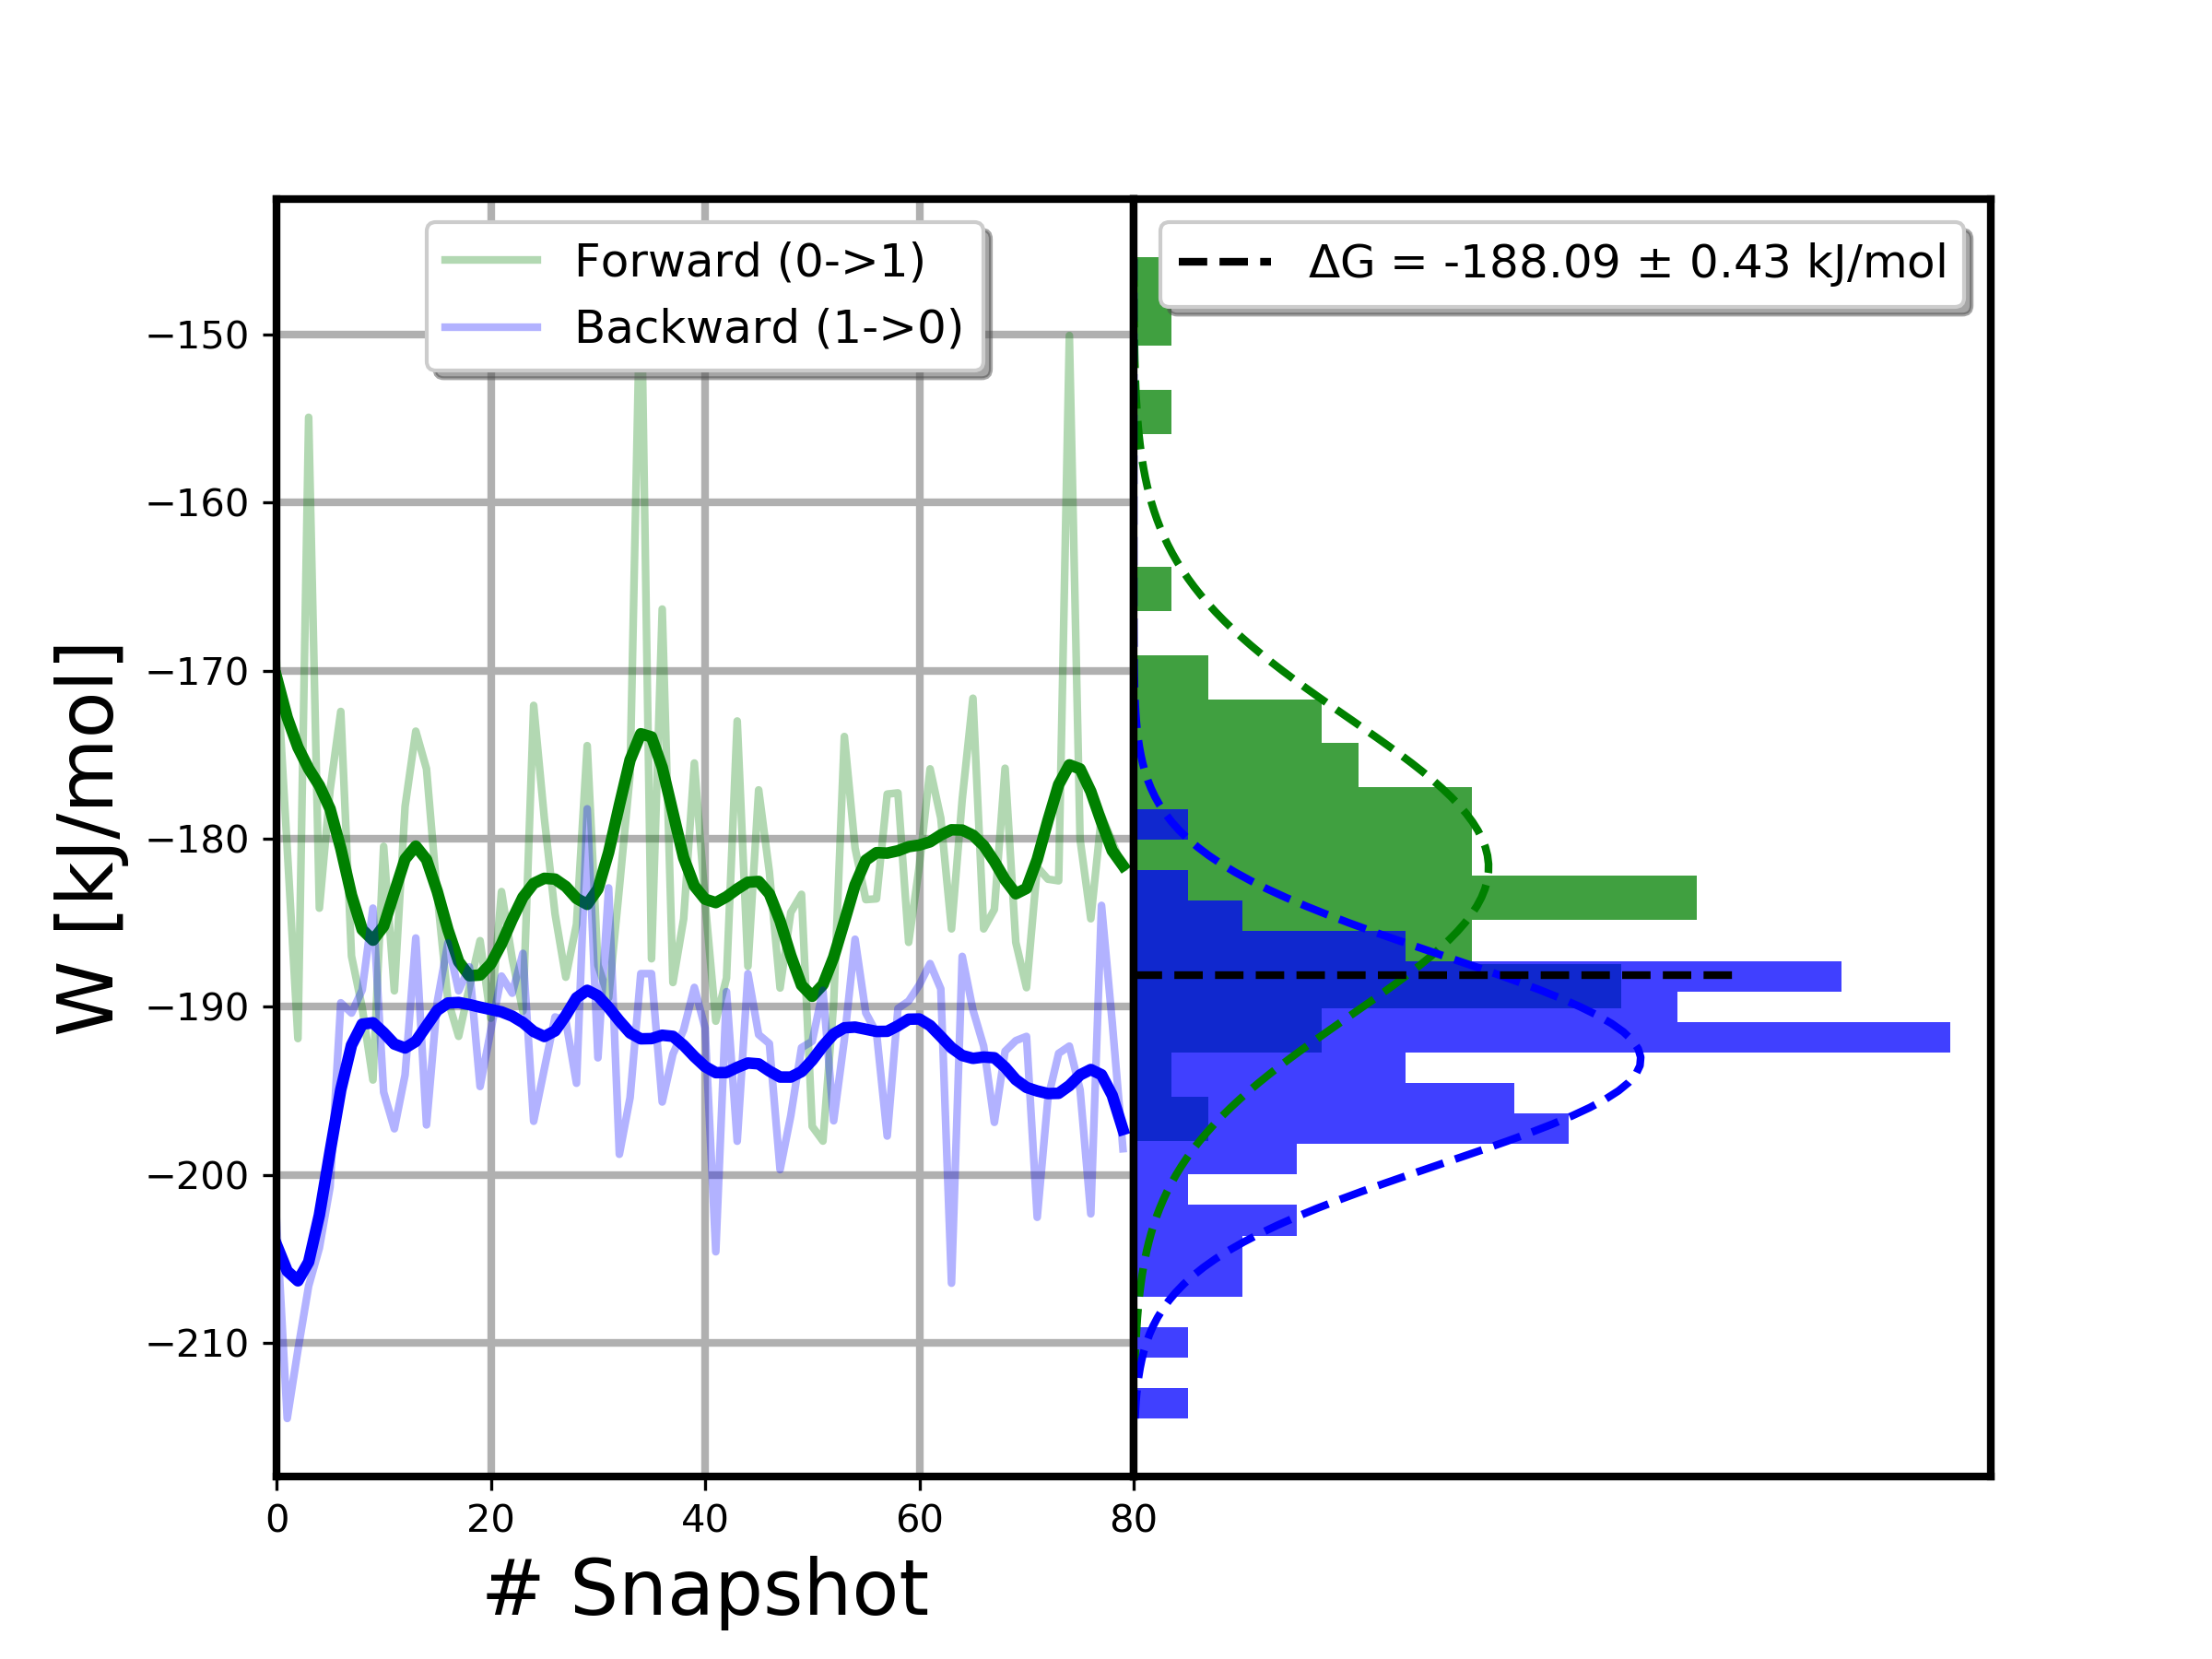 Forward (0->1)
Backward (1->0)
ΔG = -188.09 ± 0.43 kJ/mol
W [kJ/mol]
−150
−160
−170
−180
−190
−200
−210
0 20 40 60 80
# Snapshot